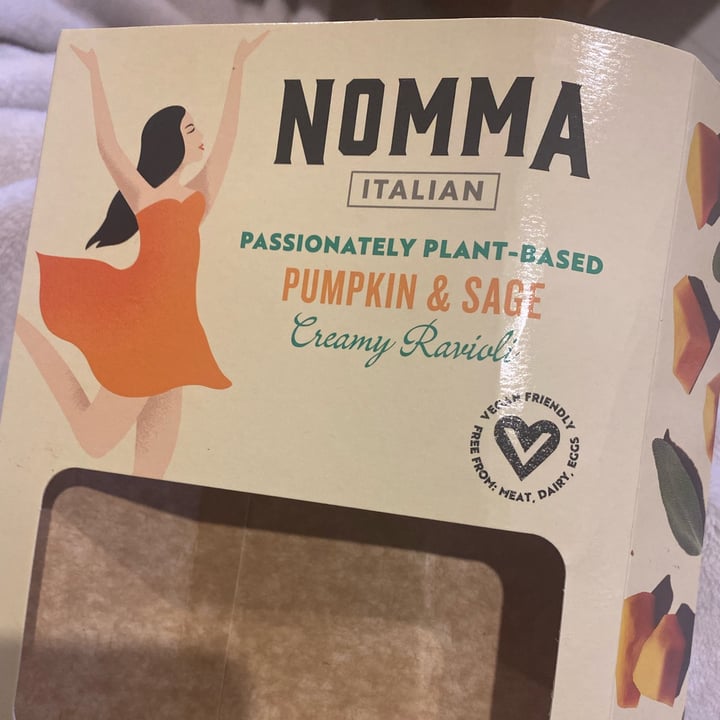 NOMMA
ITALIAN
PASSIONATELY PLANT-BASED
PUMPKIN & SAGE
Creamy Ravioli
VEGAN FRIENDLY
FREE FROM: MEAT, DAIRY, EGGS